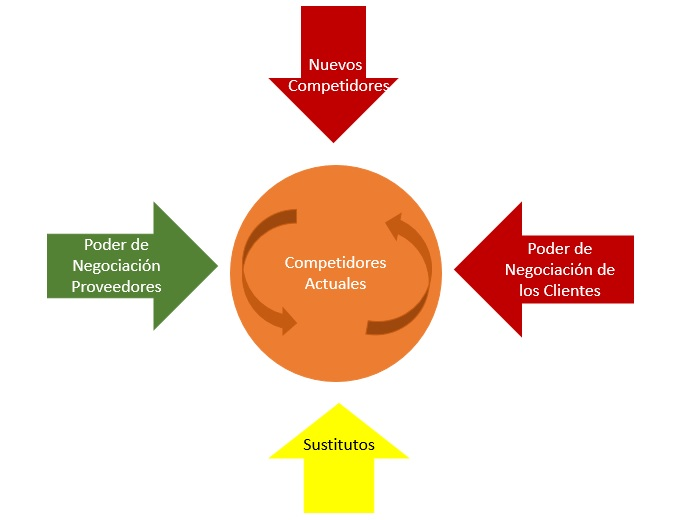 Nuevos
Competidores
Poder de
Negociación
Proveedores
Competidores
Actuales
Poder de
Negociación de
los Clientes
Sustitutos